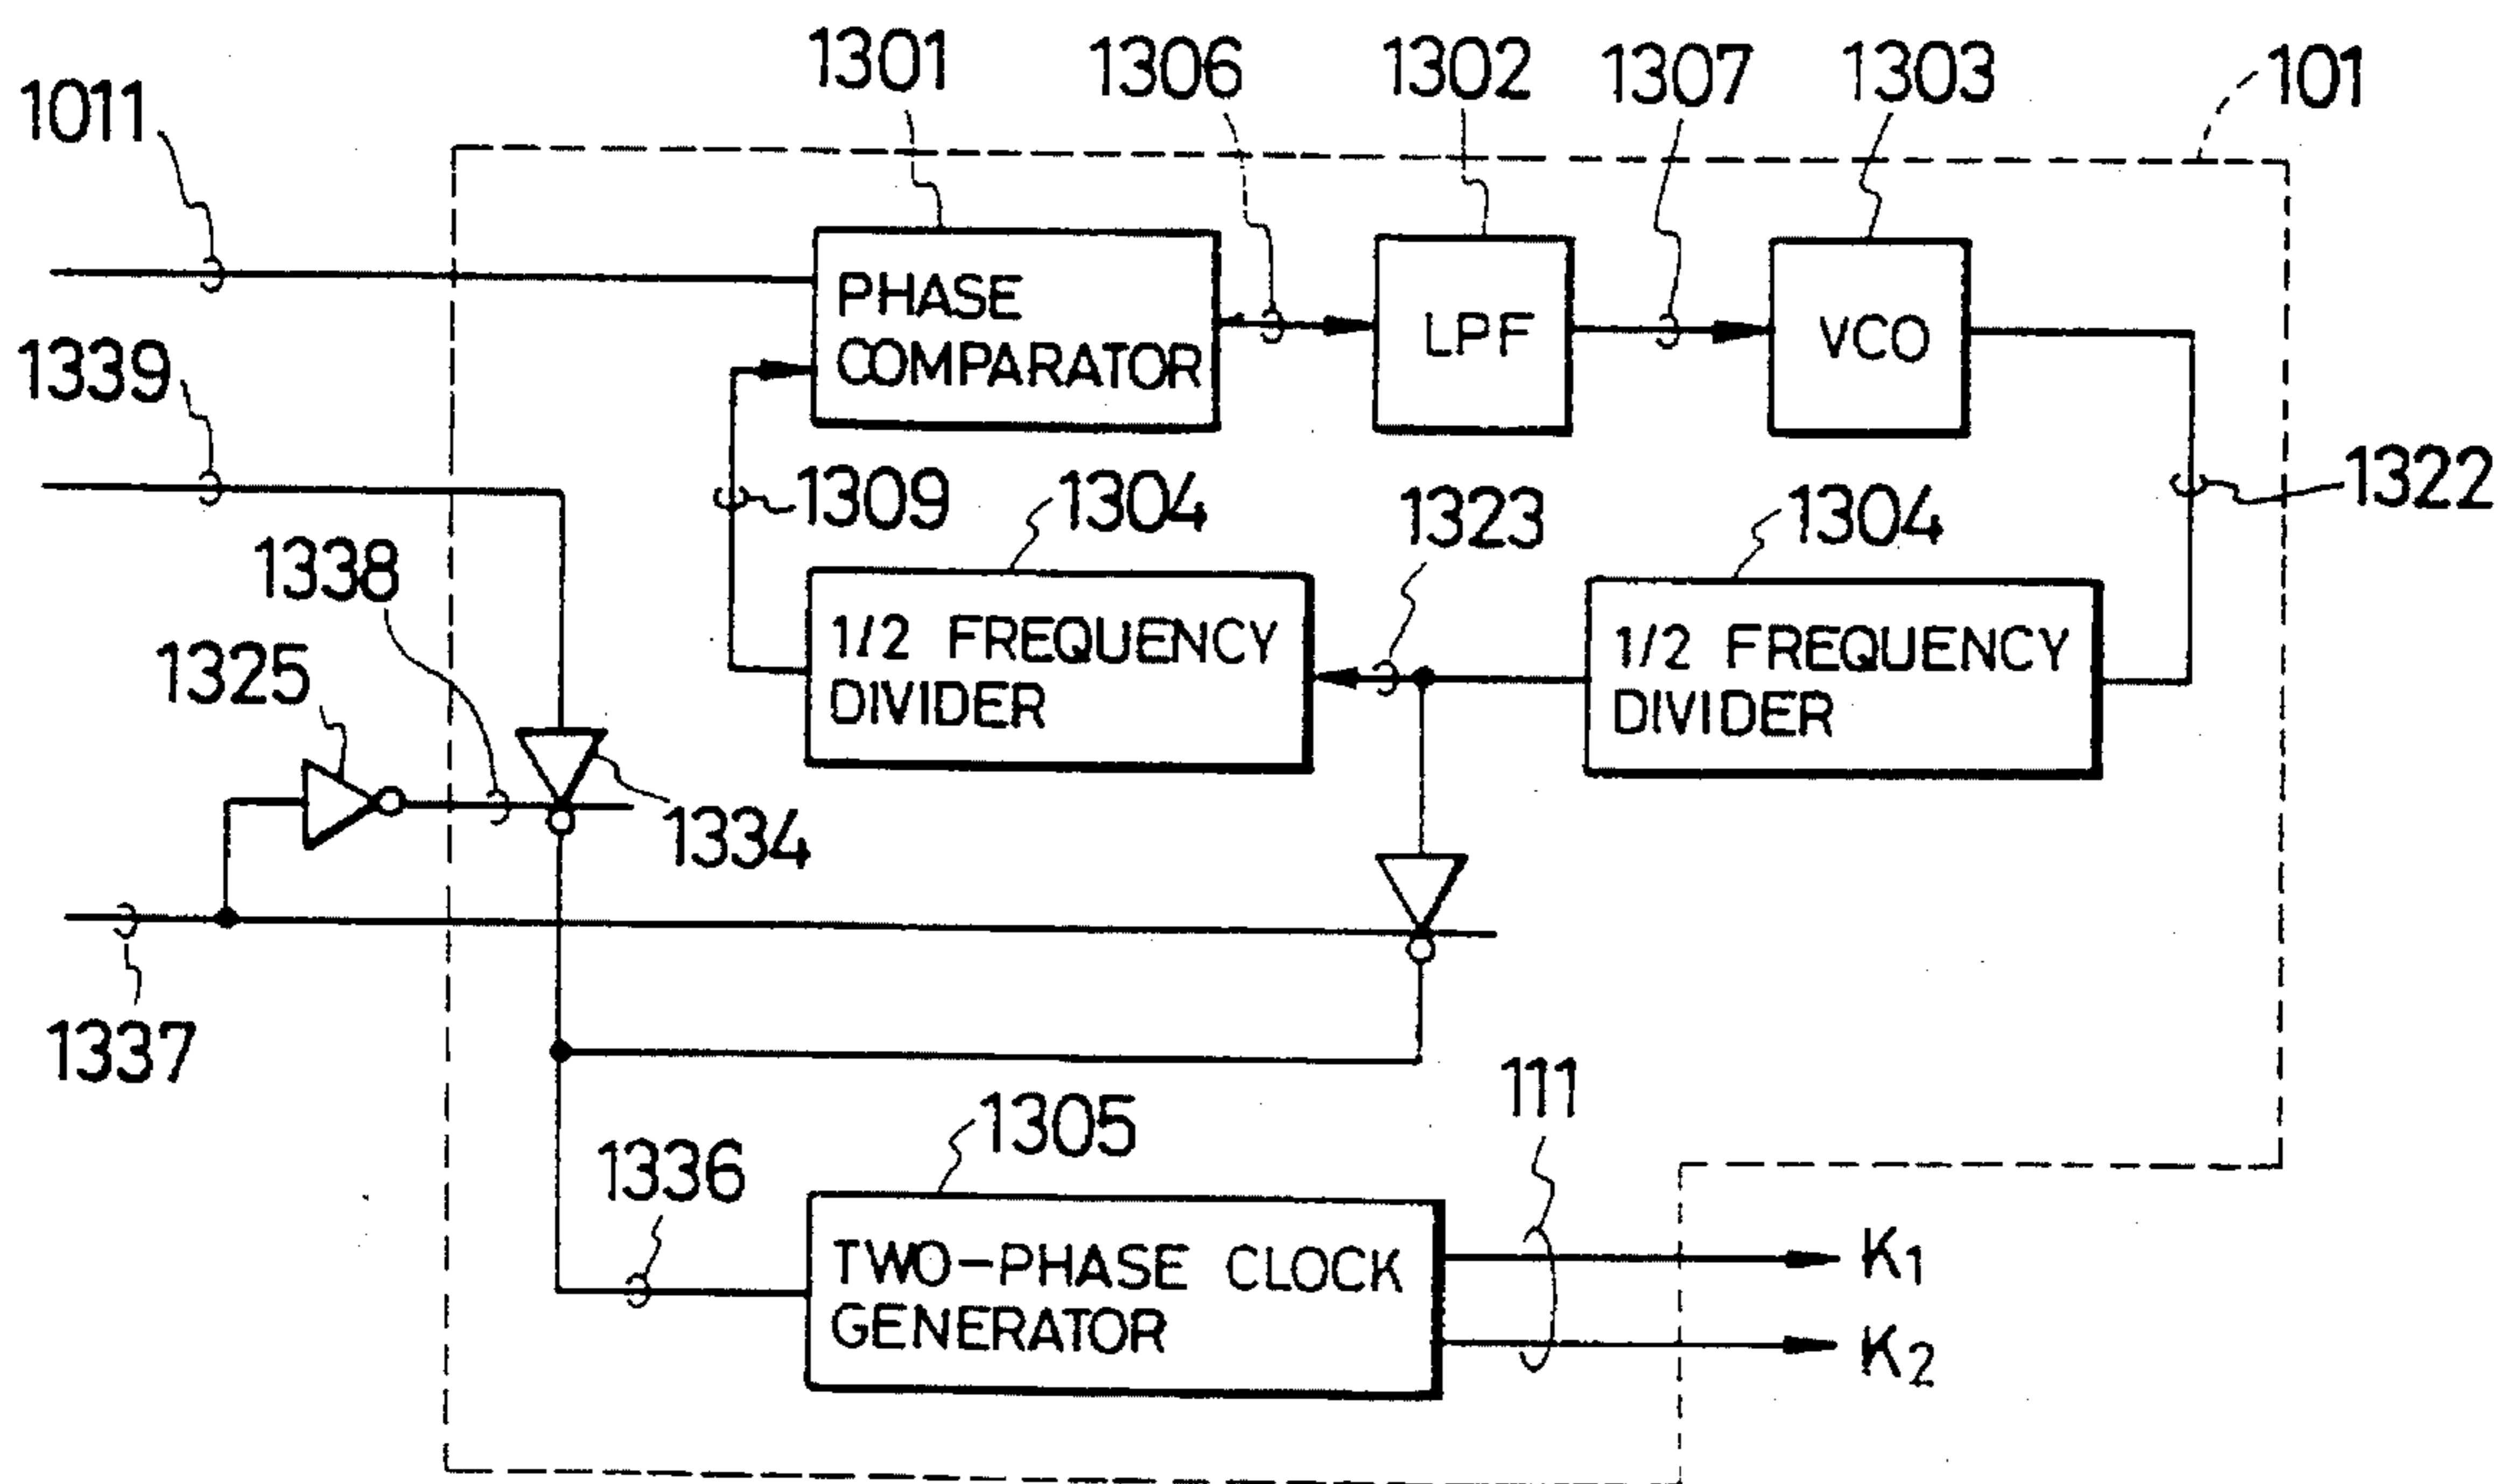 1301
1306
1302
1307
1303
101
1011
PHASE
COMPARATOR
LPF
VCO
1339
1309
1304
1323
1304
1322
1338
1/2 FREQUENCY
DIVIDER
1/2 FREQUENCY
DIVIDER
1325
1334
1337
111
1305
1336
TWO-PHASE CLOCK
GENERATOR
K1
K2